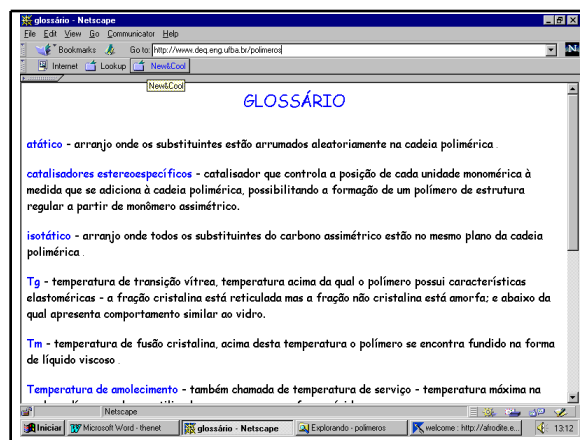 glossário - Netscape
File Edit View Go Communicator Help
Bookmarks Go to: http://www.deq.eng.ufba.br/polimeros
N
Internet Lookup New&Cool
New&Cool
GLOSSÁRIO
atático - arranjo onde os substituintes estão arrumados aleatoriamente na cadeia polimérica .
catalisadores estereoespecíficos - catalisador que controla a posição de cada unidade monomérica à
medida que se adiciona à cadeia polimérica, possibilitando a formação de um polímero de estrutura
regular a partir de monômero assimétrico.
isotático - arranjo onde todos os substituintes do carbono assimétrico estão no mesmo plano da cadeia
polimérica .
Tg - temperatura de transição vítrea, temperatura acima da qual o polímero possui características
elastoméricas - a fração cristalina está reticulada mas a fração não cristalina está amorfa; e abaixo da
qual apresenta comportamento similar ao vidro.
Tm - temperatura de fusão cristalina, acima desta temperatura o polímero se encontra fundido na forma
de líquido viscoso .
Temperatura de amolecimento - também chamada de temperatura de serviço - temperatura máxima na
Netscape
Iniciar Microsoft Word - thenet glossário - Netscape Explorando - polimeros welcome : http://afrodite.e... 13:12